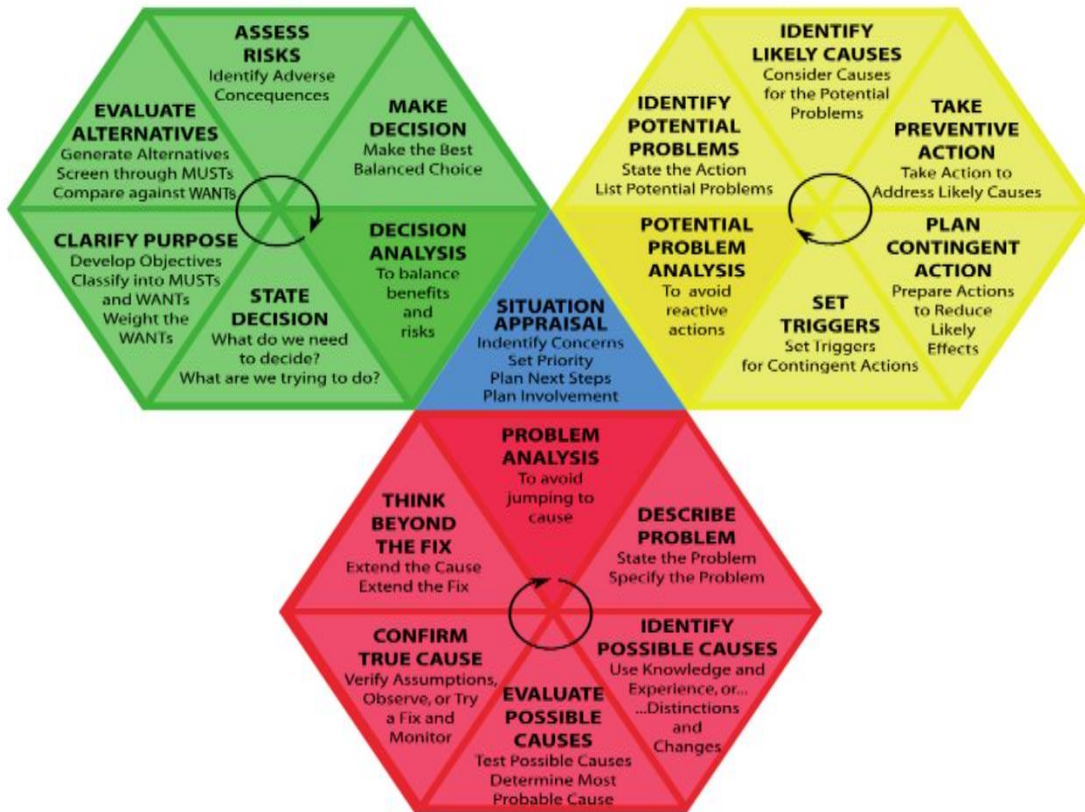 ASSESS
RISKS
Identify Adverse
Concequences
EVALUATE
ALTERNATIVES
Generate Alternatives
Screen through MUSTs
Compare against WANTs
MAKE
DECISION
Make the Best
Balanced Choice
CLARIFY PURPOSE
Develop Objectives
Classify into MUSTs
and WANTs
Weight the
WANTs
STATE
DECISION
What do we need
to decide?
What are we trying to do?
DECISION
ANALYSIS
To balance
benefits
and
risks
SITUATION
APPRAISAL
Indentify Concerns
Set Priority
Plan Next Steps
Plan Involvement
IDENTIFY
LIKELY CAUSES
Consider Causes
for the Potential
Problems
IDENTIFY
POTENTIAL
PROBLEMS
State the Action
List Potential Problems
TAKE
PREVENTIVE
ACTION
Take Action to
Address Likely Causes
POTENTIAL
PROBLEM
ANALYSIS
To avoid
reactive
actions
PLAN
CONTINGENT
ACTION
Prepare Actions
to Reduce
Likely
Effects
SET
TRIGGERS
Set Triggers
for Contingent Actions
PROBLEM
ANALYSIS
To avoid
jumping to
cause
THINK
BEYOND
THE FIX
Extend the Cause
Extend the Fix
DESCRIBE
PROBLEM
State the Problem
Specify the Problem
CONFIRM
TRUE CAUSE
Verify Assumptions,
Observe, or Try
a Fix and
Monitor
EVALUATE
POSSIBLE
CAUSES
Test Possible Causes
Determine Most
Probable Cause
IDENTIFY
POSSIBLE CAUSES
Use Knowledge and
Experience, or...
...Distinctions
and
Changes